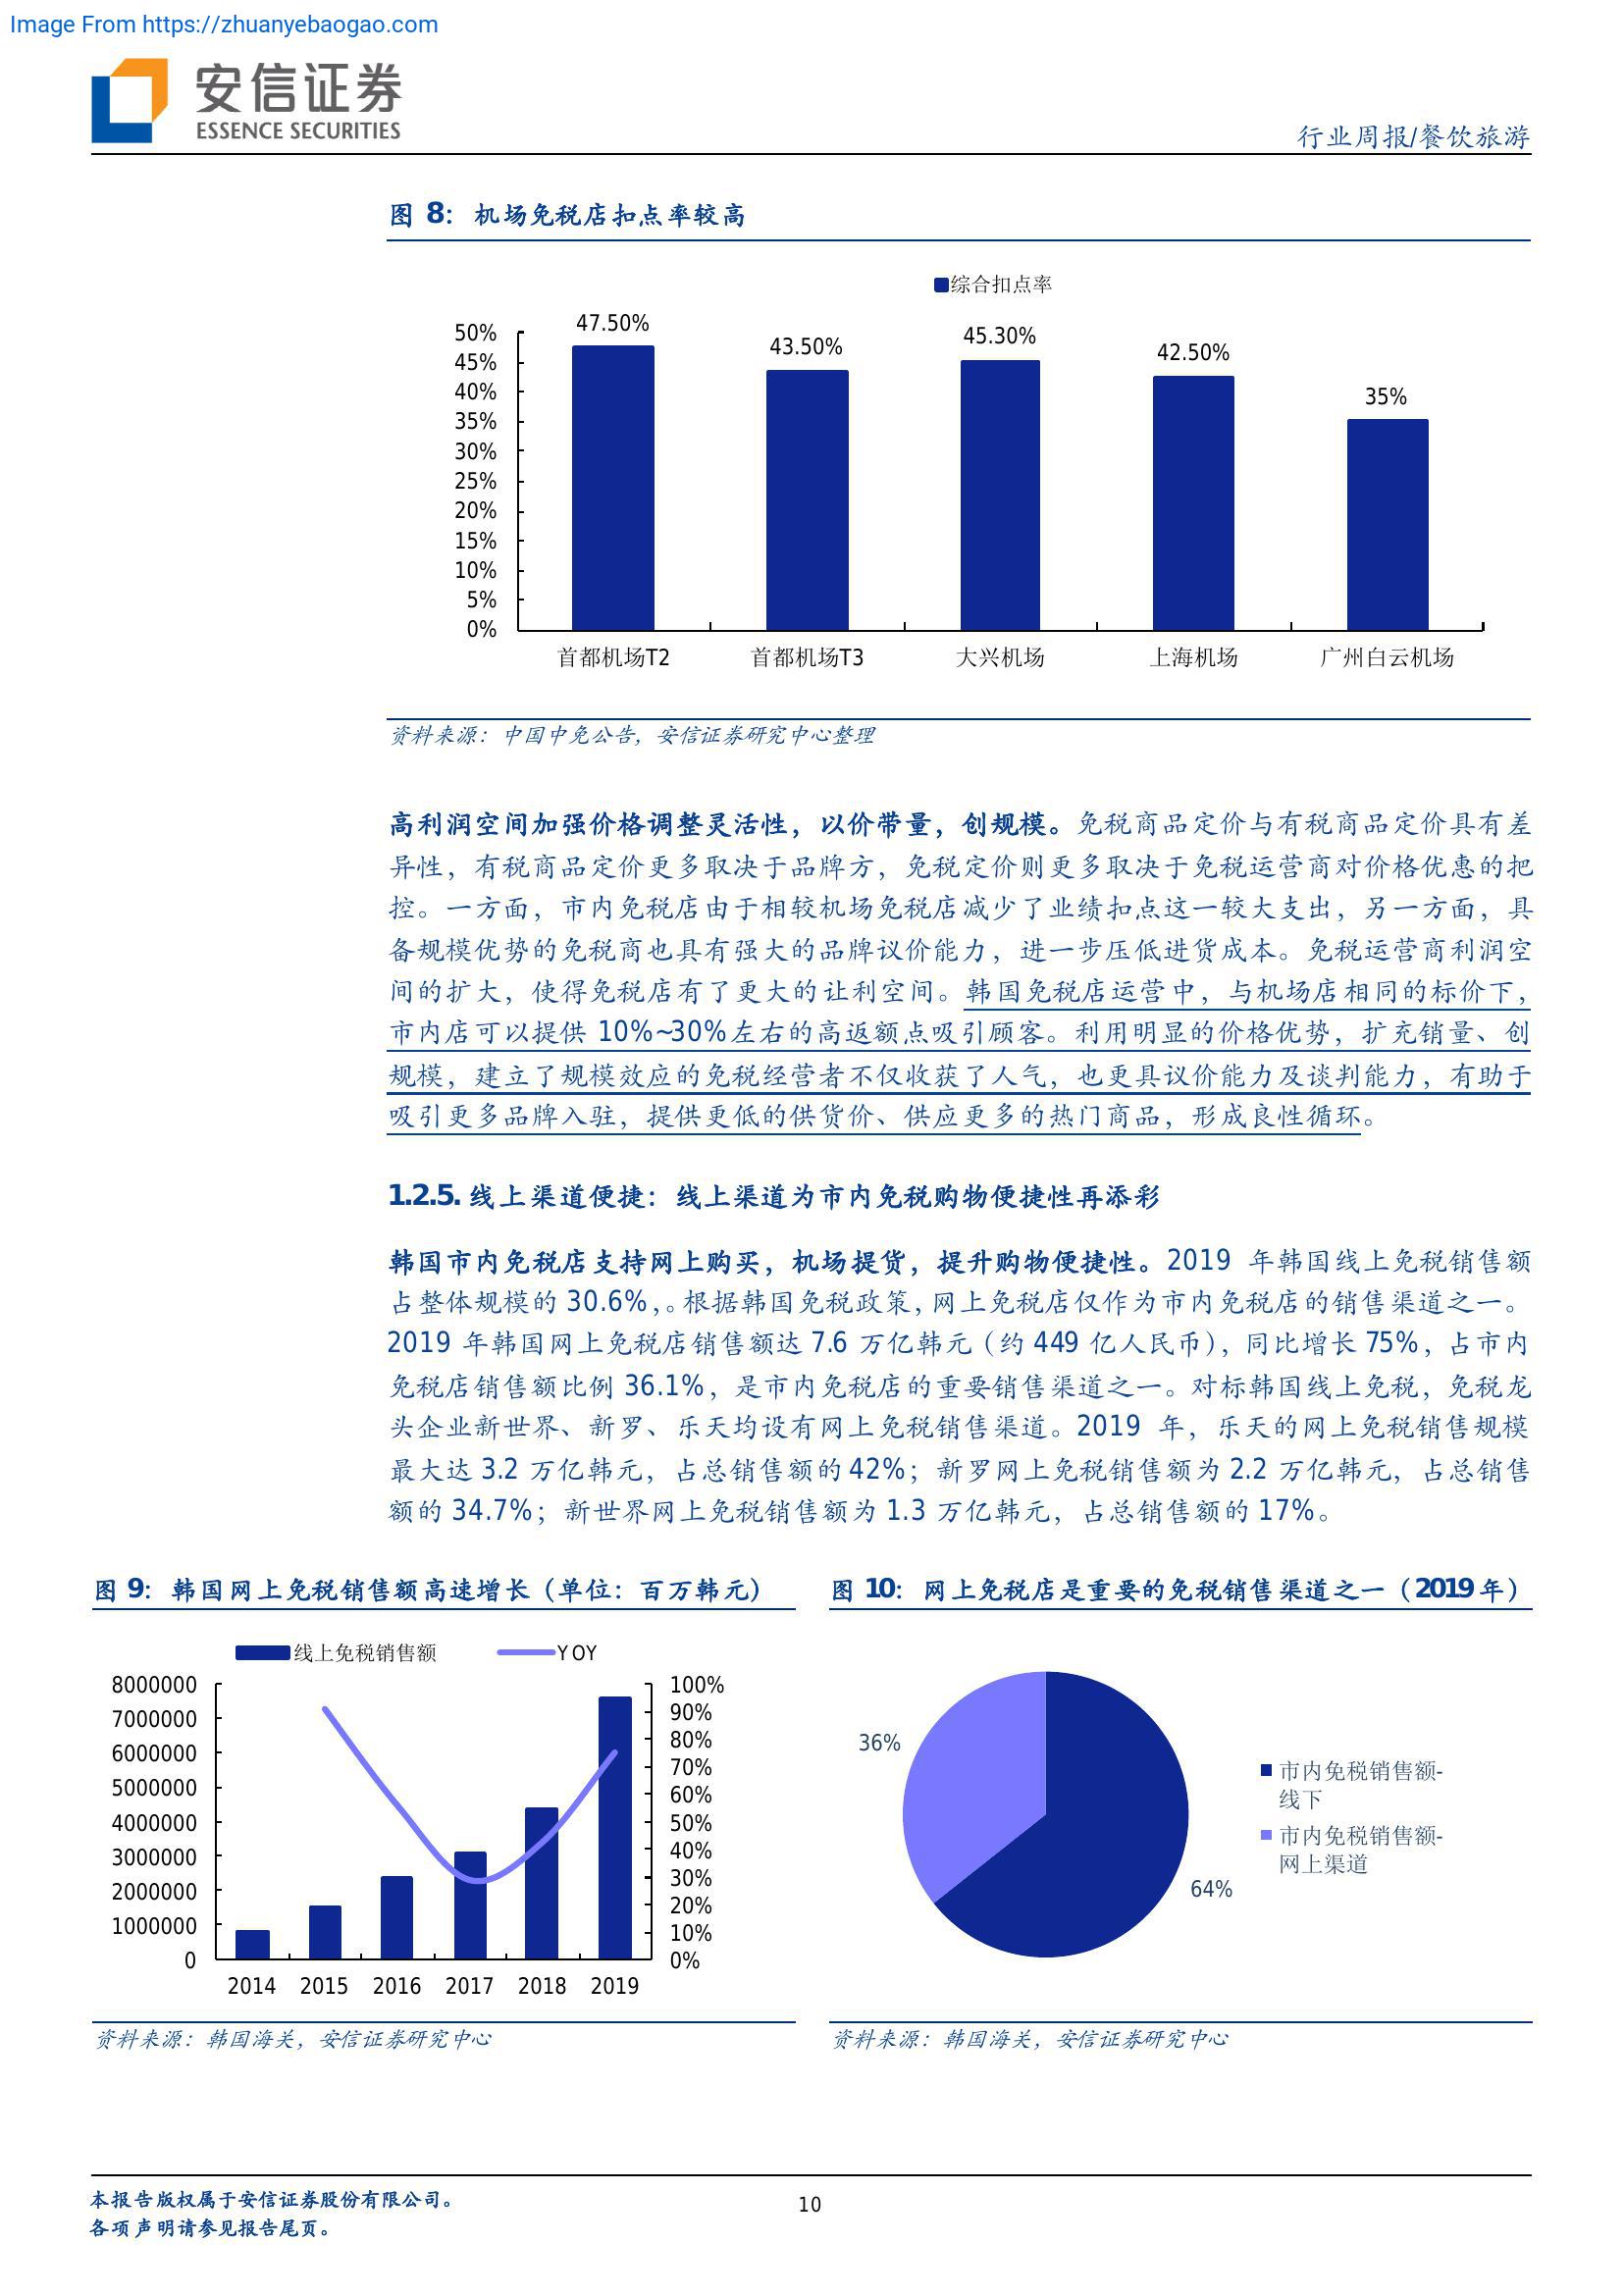 Image From https://zhuanyebaogao.com
安信证券
ESSENCE SECURITIES
行业周报/餐饮旅游
图 8：机场免税店扣点率较高
综合扣点率
50%
45%
40%
35%
30%
25%
20%
15%
10%
5%
0%
47.50%
43.50%
45.30%
42.50%
35%
首都机场T2
首都机场T3
大兴机场
上海机场
广州白云机场
资料来源：中国中免公告，安信证券研究中心整理
高利润空间加强价格调整灵活性，以价带量，创规模。免税商品定价与有税商品定价具有差
异性，有税商品定价更多取决于品牌方，免税定价则更多取决于免税运营商对价格优惠的把
控。一方面，市内免税店由于相较机场免税店减少了业绩扣点这一较大支出，另一方面，具
备规模优势的免税商也具有强大的品牌议价能力，进一步压低进货成本。免税运营商利润空
间的扩大，使得免税店有了更大的让利空间。韩国免税店运营中，与机场店相同的标价下，
市内店可以提供 10%~30%左右的高返额点吸引顾客。利用明显的价格优势，扩充销量、创
规模，建立了规模效应的免税经营者不仅收获了人气，也更具议价能力及谈判能力，有助于
吸引更多品牌入驻，提供更低的供货价、供应更多的热门商品，形成良性循环。
1.2.5. 线上渠道便捷：线上渠道为市内免税购物便捷性再添彩
韩国市内免税店支持网上购买，机场提货，提升购物便捷性。2019 年韩国线上免税销售额
占整体规模的 30.6%，。根据韩国免税政策，网上免税店仅作为市内免税店的销售渠道之一。
2019 年韩国网上免税店销售额达 7.6 万亿韩元（约 449 亿人民币），同比增长 75%，占市内
免税店销售额比例 36.1%，是市内免税店的重要销售渠道之一。对标韩国线上免税，免税龙
头企业新世界、新罗、乐天均设有网上免税销售渠道。2019 年，乐天的网上免税销售规模
最大达 3.2 万亿韩元，占总销售额的 42%；新罗网上免税销售额为 2.2 万亿韩元，占总销售
额的 34.7%；新世界网上免税销售额为 1.3 万亿韩元，占总销售额的 17%。
图 9：韩国网上免税销售额高速增长（单位：百万韩元）
线上免税销售额
YOY
8000000
7000000
6000000
5000000
4000000
3000000
2000000
1000000
0
100%
90%
80%
70%
60%
50%
40%
30%
20%
10%
0%
2014
2015
2016
2017
2018
2019
资料来源：韩国海关，安信证券研究中心
图 10：网上免税店是重要的免税销售渠道之一（2019 年）
36%
64%
市内免税销售额-
线下
市内免税销售额-
网上渠道
资料来源：韩国海关，安信证券研究中心
本报告版权属于安信证券股份有限公司。
各项声明请参见报告尾页。
10